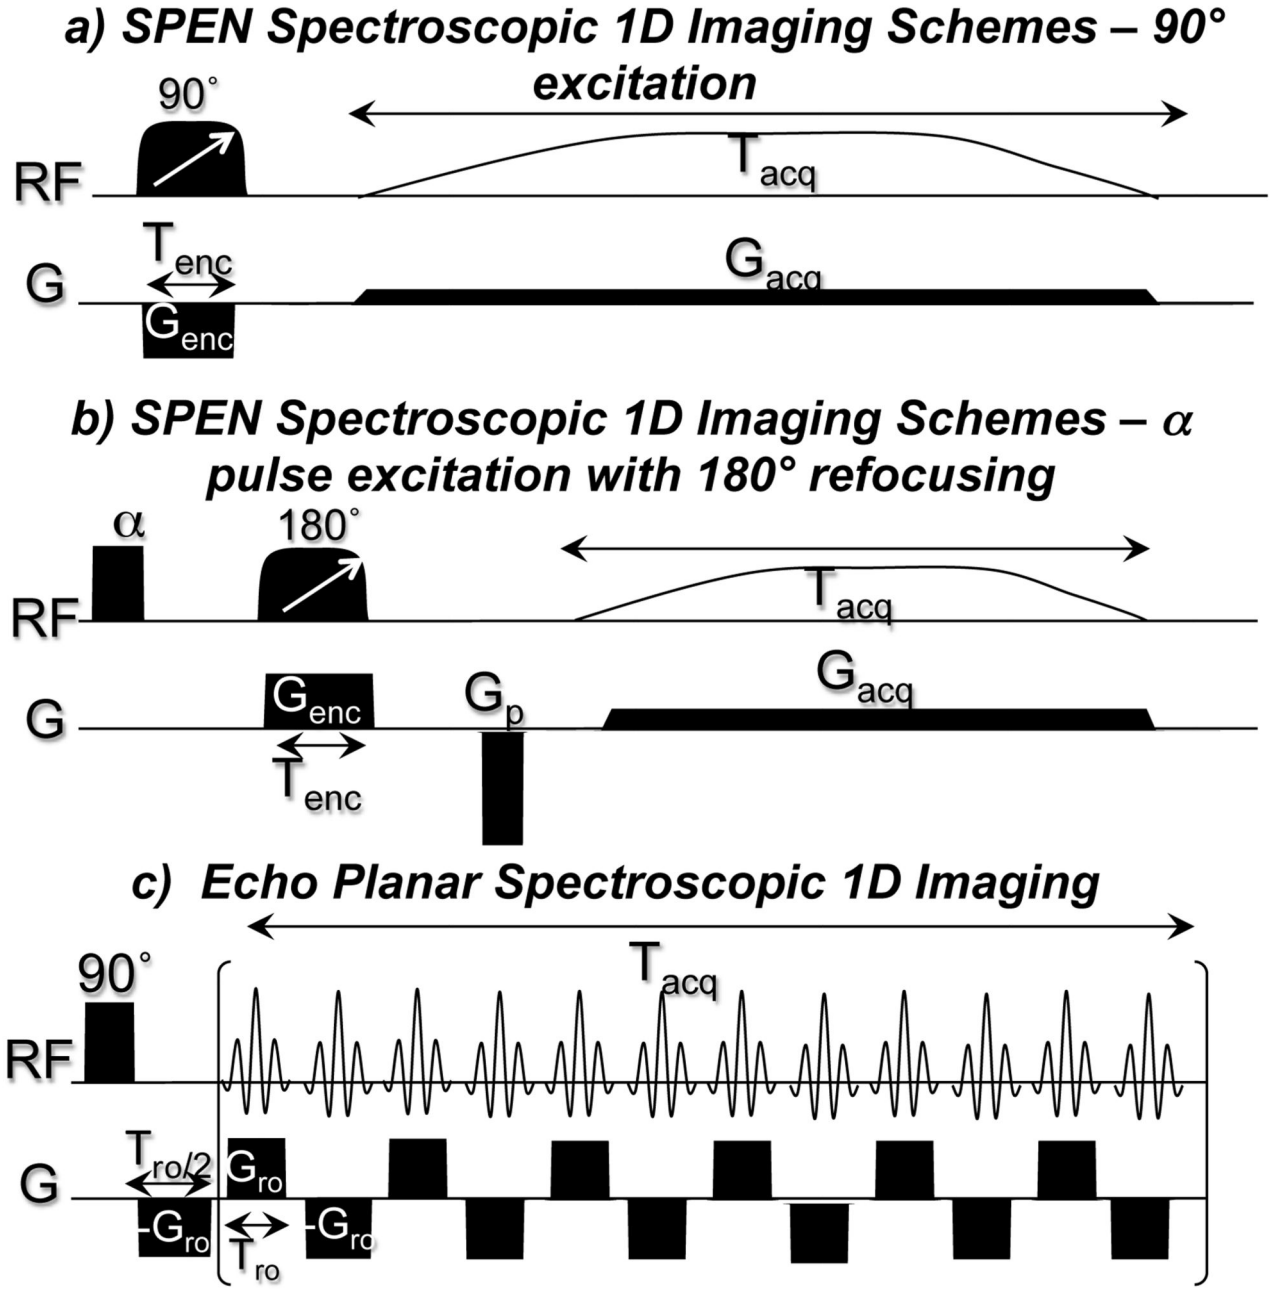 a) SPEN Spectroscopic 1D Imaging Schemes – 90°
excitation
90°
RF
Tacq
Tenc
G
Genc
Gacq
b) SPEN Spectroscopic 1D Imaging Schemes – α
pulse excitation with 180° refocusing
α
180°
RF
Tacq
G
Genc
Gp
Gacq
Tenc
c) Echo Planar Spectroscopic 1D Imaging
Tacq
90°
RF
Tro/2
G
Gro
-Gro
-Gro
Tro